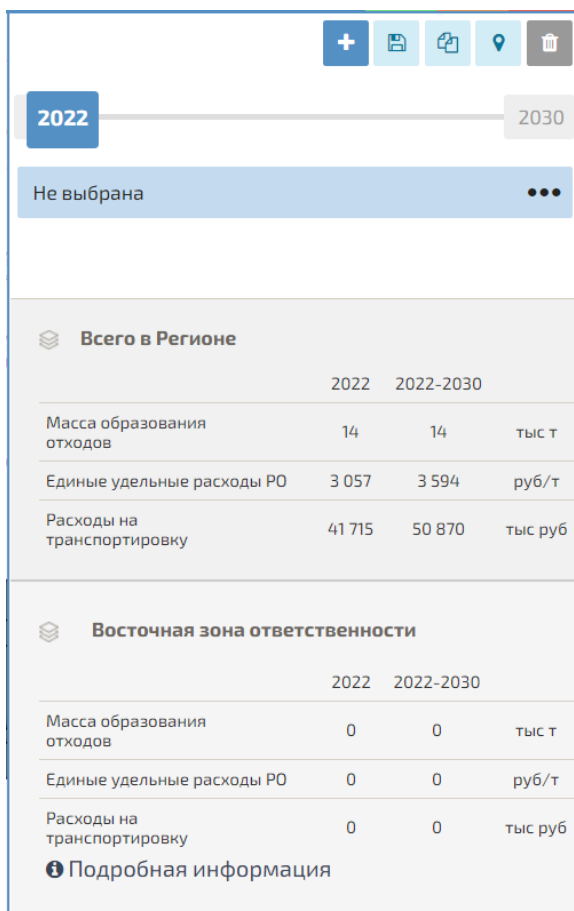 2022
2030
Не выбрана
Всего в Регионе
2022 2022-2030
Масса образования
отходов 14 14 тыс т
Единые удельные расходы РО 3 057 3 594 руб/т
Расходы на
транспортировку 41 715 50 870 тыс руб
Восточная зона ответственности
2022 2022-2030
Масса образования
отходов 0 0 тыс т
Единые удельные расходы РО 0 0 руб/т
Расходы на
транспортировку 0 0 тыс руб
Подробная информация